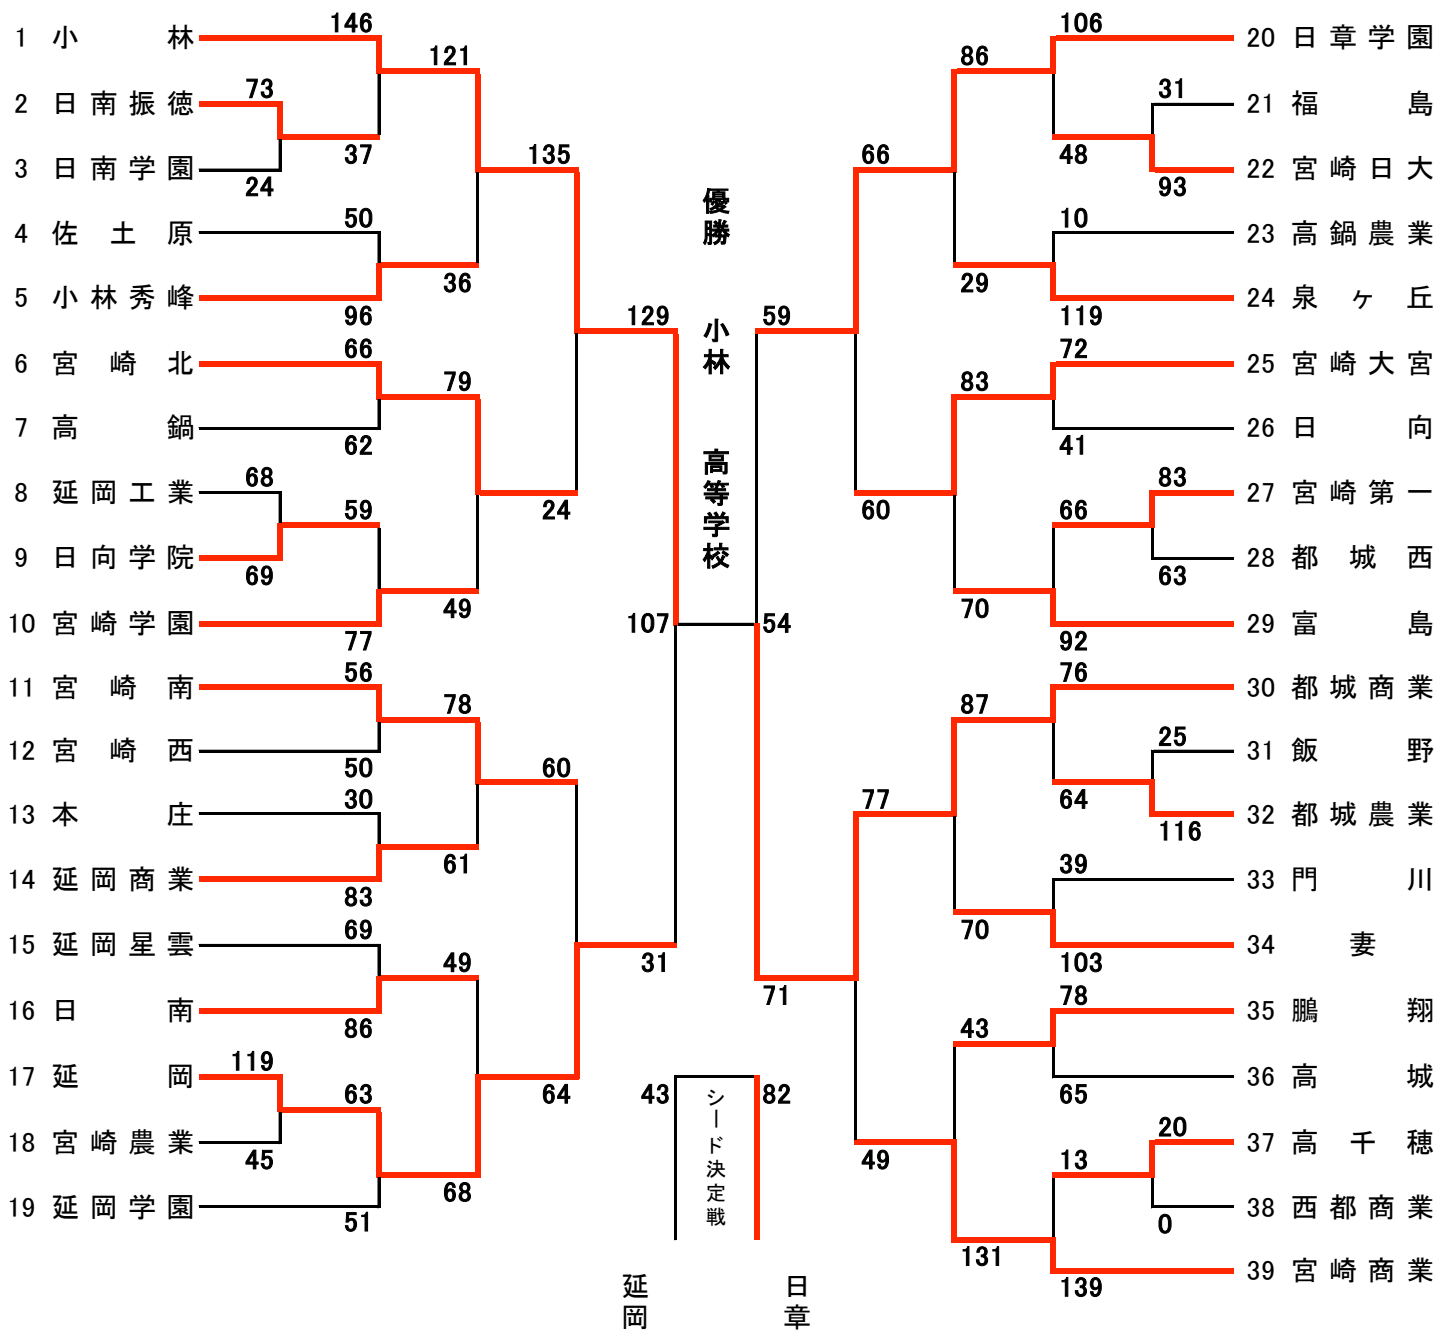 146
1 小林
121
73
2 日南振徳
37
135
3 日南学園
24
50
4 佐土原
36
5 小林秀峰
96
129
66
6 宮崎北
79
7 高鍋
62
68
8 延岡工業
59
24
9 日向学院
69
49
10 宮崎学園
77
107
56
11 宮崎南
78
12 宮崎西
50
60
30
13 本庄
61
14 延岡商業
83
69
15 延岡星雲
49
31
16 日南
86
119
17 延岡
63
64
18 宮崎農業
45
68
19 延岡学園
51
優勝 小林 高等学校
43
シード決定戦
82
延岡
日章
106
20 日章学園
86
31
21 福島
48
66
22 宮崎日大
93
10
23 高鍋農業
29
24 泉ヶ丘
119
59
72
25 宮崎大宮
83
26 日向
41
83
27 宮崎第一
66
60
28 都城西
63
70
29 富島
92
54
76
30 都城商業
87
25
31 飯野
64
77
32 都城農業
116
39
33 門川
70
34 妻
103
71
78
35 鵬翔
43
36 高城
65
20
37 高千穂
13
49
38 西都商業
0
131
39 宮崎商業
139